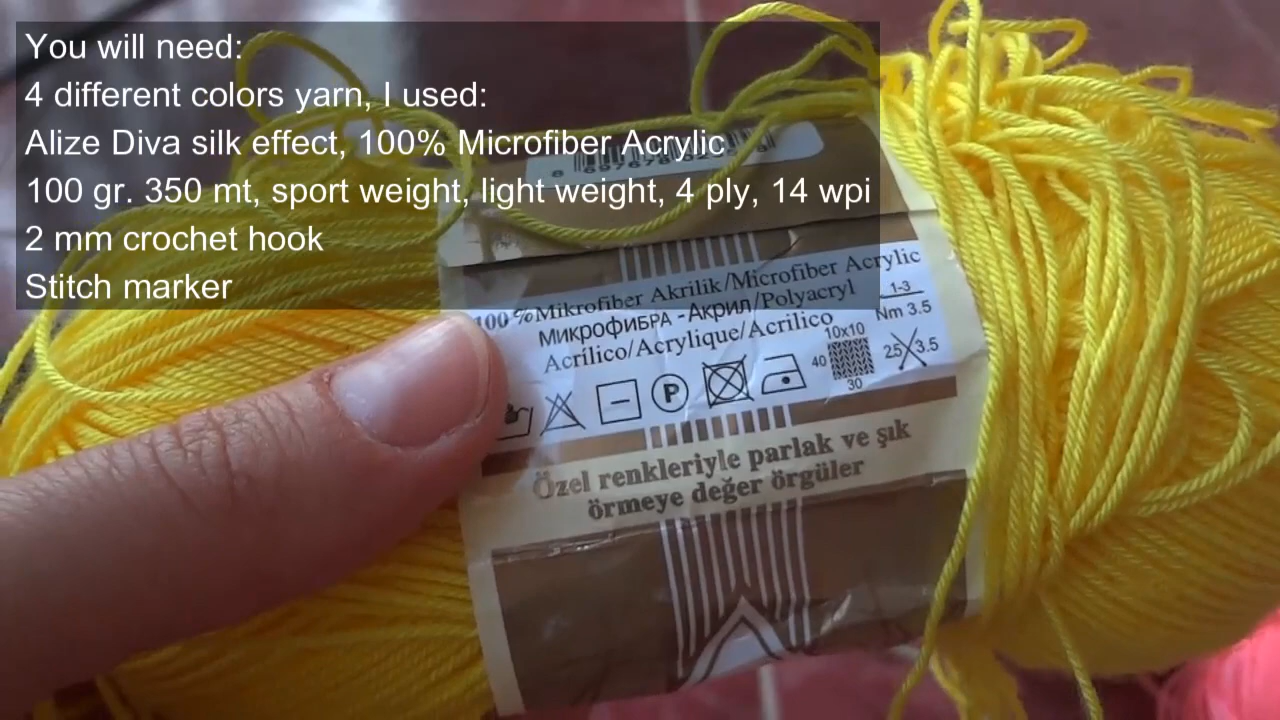 You will need:
4 different colors yarn, I used:
Alize Diva silk effect, 100% Microfiber Acrylic
100 gr. 350 mt, sport weight, light weight, 4 ply, 14 wpi
2 mm crochet hook
Stitch marker
100 %Mikrofiber Akrilik/Microfiber Acrylic
МИКРОФИБРА -АКРИЛ/Polyacryl
Acrílico/Acrylique/Acrilico
1-3
Nm 3.5
10x10
40
30
25 3.5
P
Özel renkleriyle parlak ve şık
örmeye değer örgüler